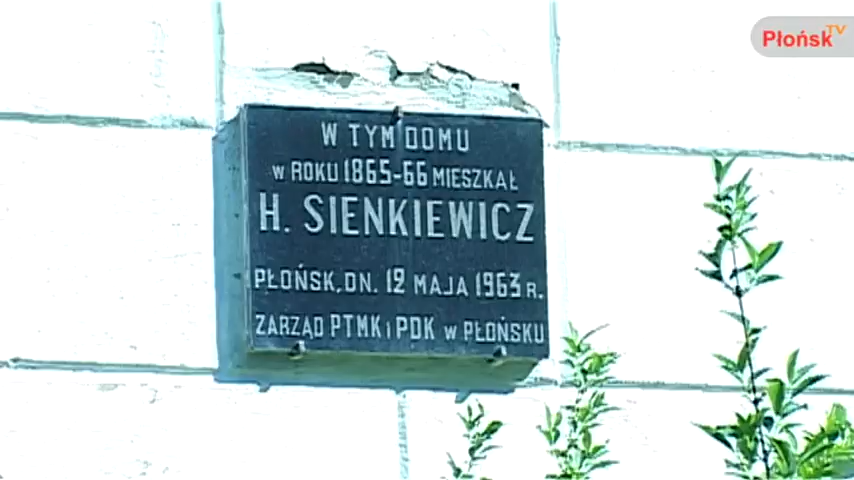 Płońsk TV
W TYM DOMU
W ROKU 1865-66 MIESZKAŁ
H. SIENKIEWICZ
PŁOŃSK, DN. 12 MAJA 1963 R.
ZARZĄD PTMK I PDK W PŁOŃSKU